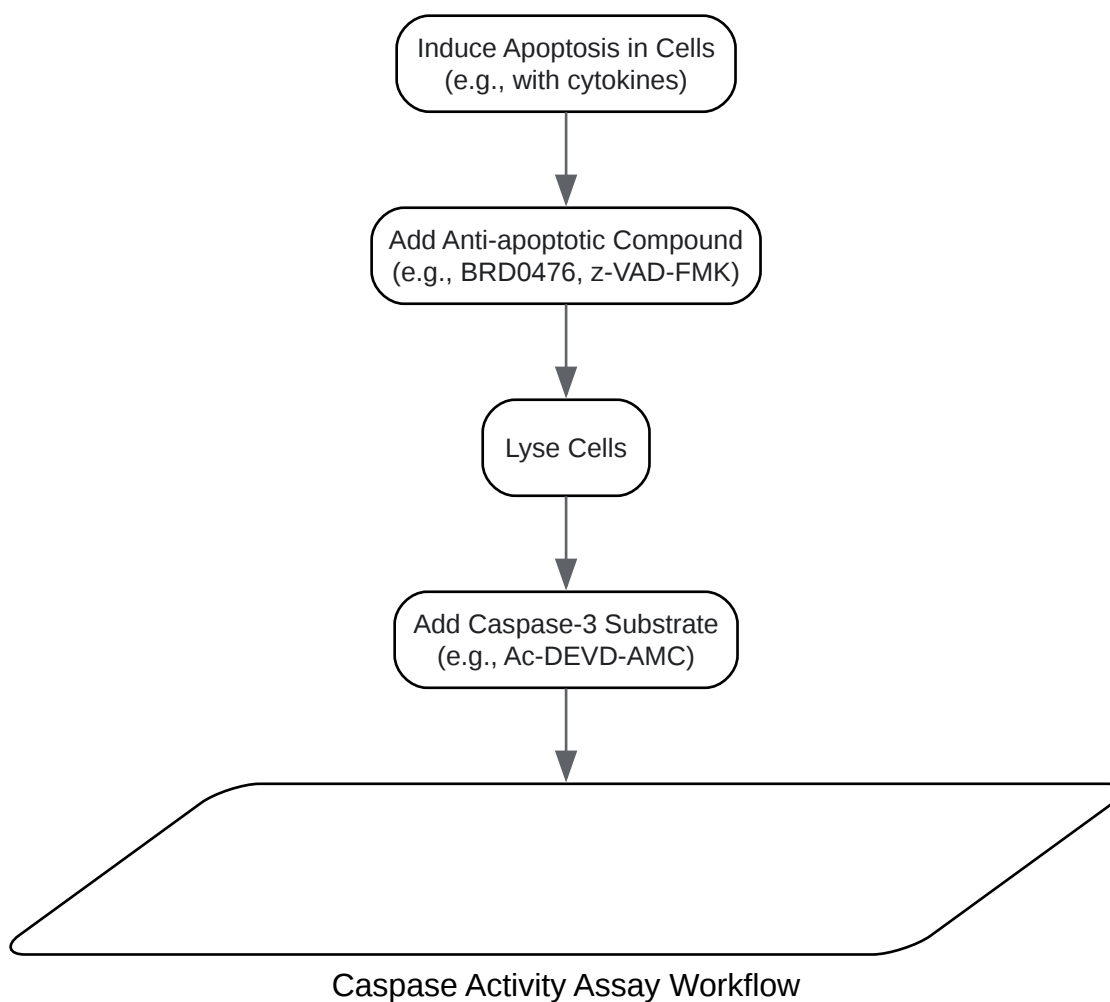 Induce Apoptosis in Cells
(e.g., with cytokines)
Add Anti-apoptotic Compound
(e.g., BRD0476, z-VAD-FMK)
Lyse Cells
Add Caspase-3 Substrate
(e.g., Ac-DEVD-AMC)
Caspase Activity Assay Workflow